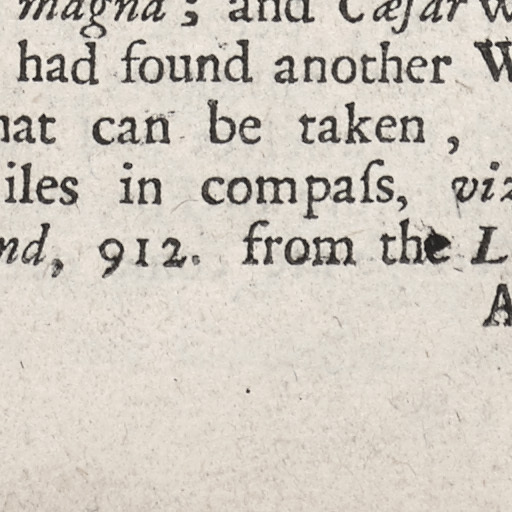 magna; and Cæſar w
had found another W
hat can be taken,
iles in compaſs, viz
nd, 912. from the L
A